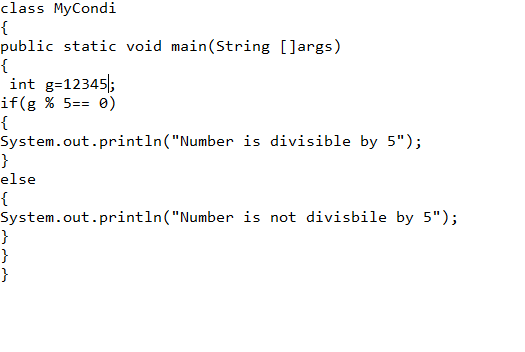 class MyCondi
{
public static void main(String []args)
{
 int g=12345;
if(g % 5== 0)
{
System.out.println("Number is divisible by 5");
}
else
{
System.out.println("Number is not divisbile by 5");
}
}
}